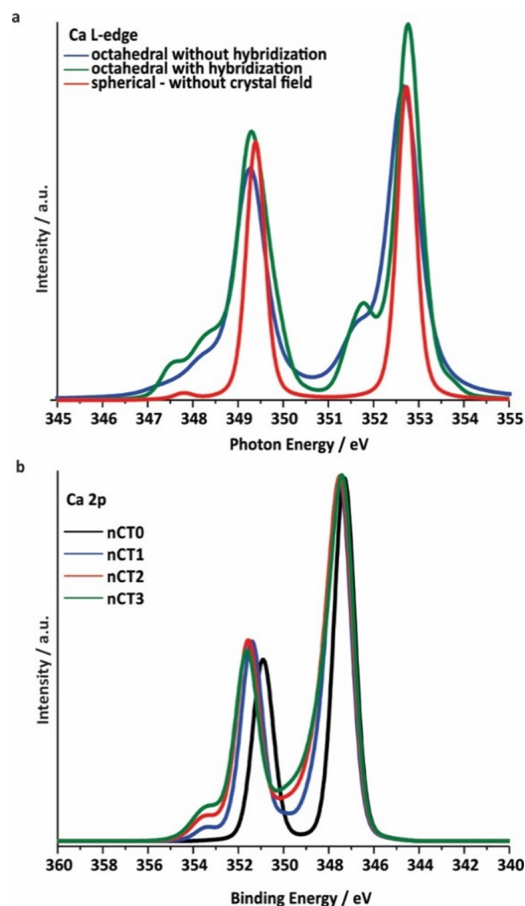 a
Ca L-edge
octahedral without hybridization
octahedral with hybridization
spherical - without crystal field
Intensity / a.u.
345 346 347 348 349 350 351 352 353 354 355
Photon Energy / eV
b
Ca 2p
nCT0
nCT1
nCT2
nCT3
Intensity / a.u.
360 358 356 354 352 350 348 346 344 342 340
Binding Energy / eV